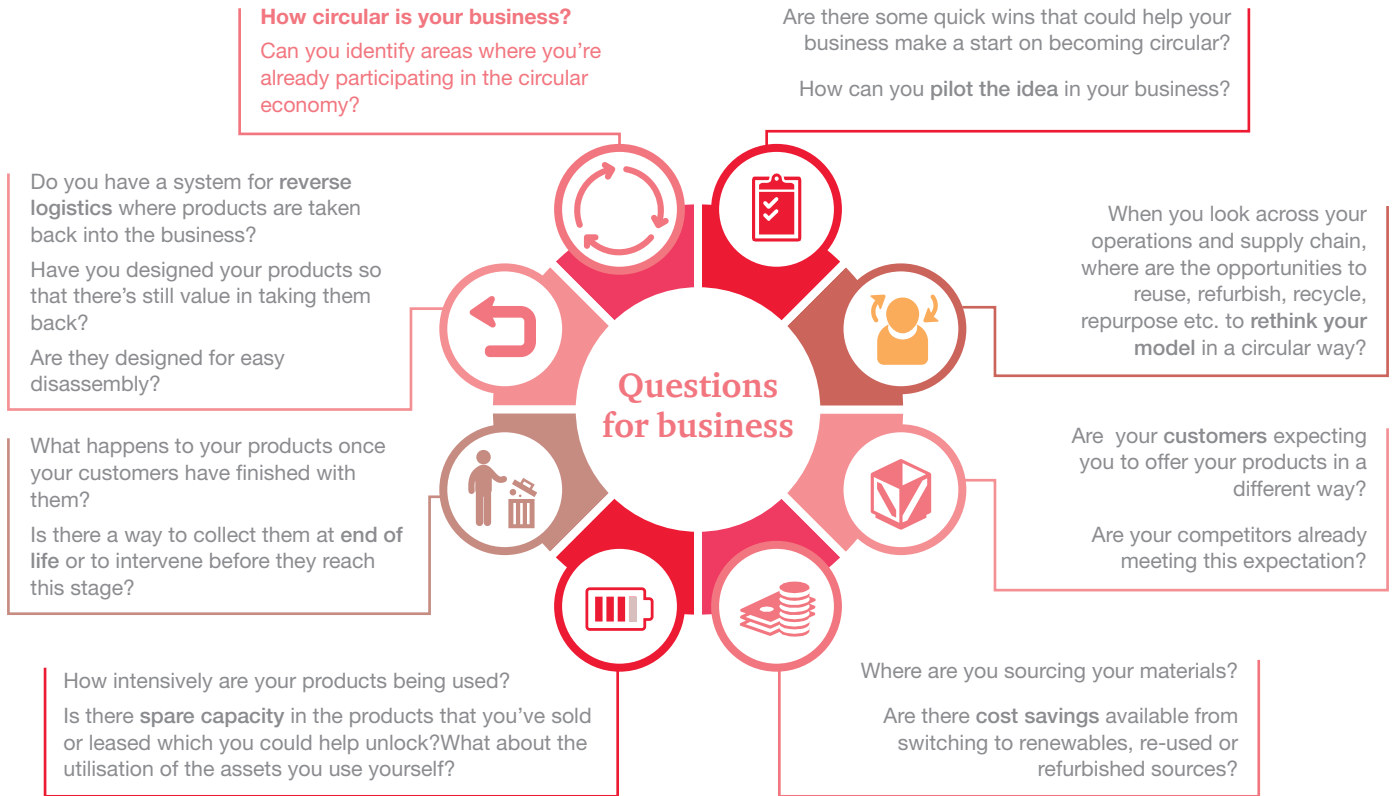 How circular is your business?
Can you identify areas where you're
already participating in the circular
economy?
Are there some quick wins that could help your
business make a start on becoming circular?
How can you pilot the idea in your business?
Do you have a system for reverse
logistics where products are taken
back into the business?
Have you designed your products so
that there's still value in taking them
back?
Are they designed for easy
disassembly?
When you look across your
operations and supply chain,
where are the opportunities to
reuse, refurbish, recycle,
repurpose etc. to rethink your
model in a circular way?
Questions
for business
What happens to your products once
your customers have finished with
them?
Is there a way to collect them at end of
life or to intervene before they reach
this stage?
Are your customers expecting
you to offer your products in a
different way?
Are your competitors already
meeting this expectation?
How intensively are your products being used?
Is there spare capacity in the products that you've sold
or leased which you could help unlock?What about the
utilisation of the assets you use yourself?
Where are you sourcing your materials?
Are there cost savings available from
switching to renewables, re-used or
refurbished sources?